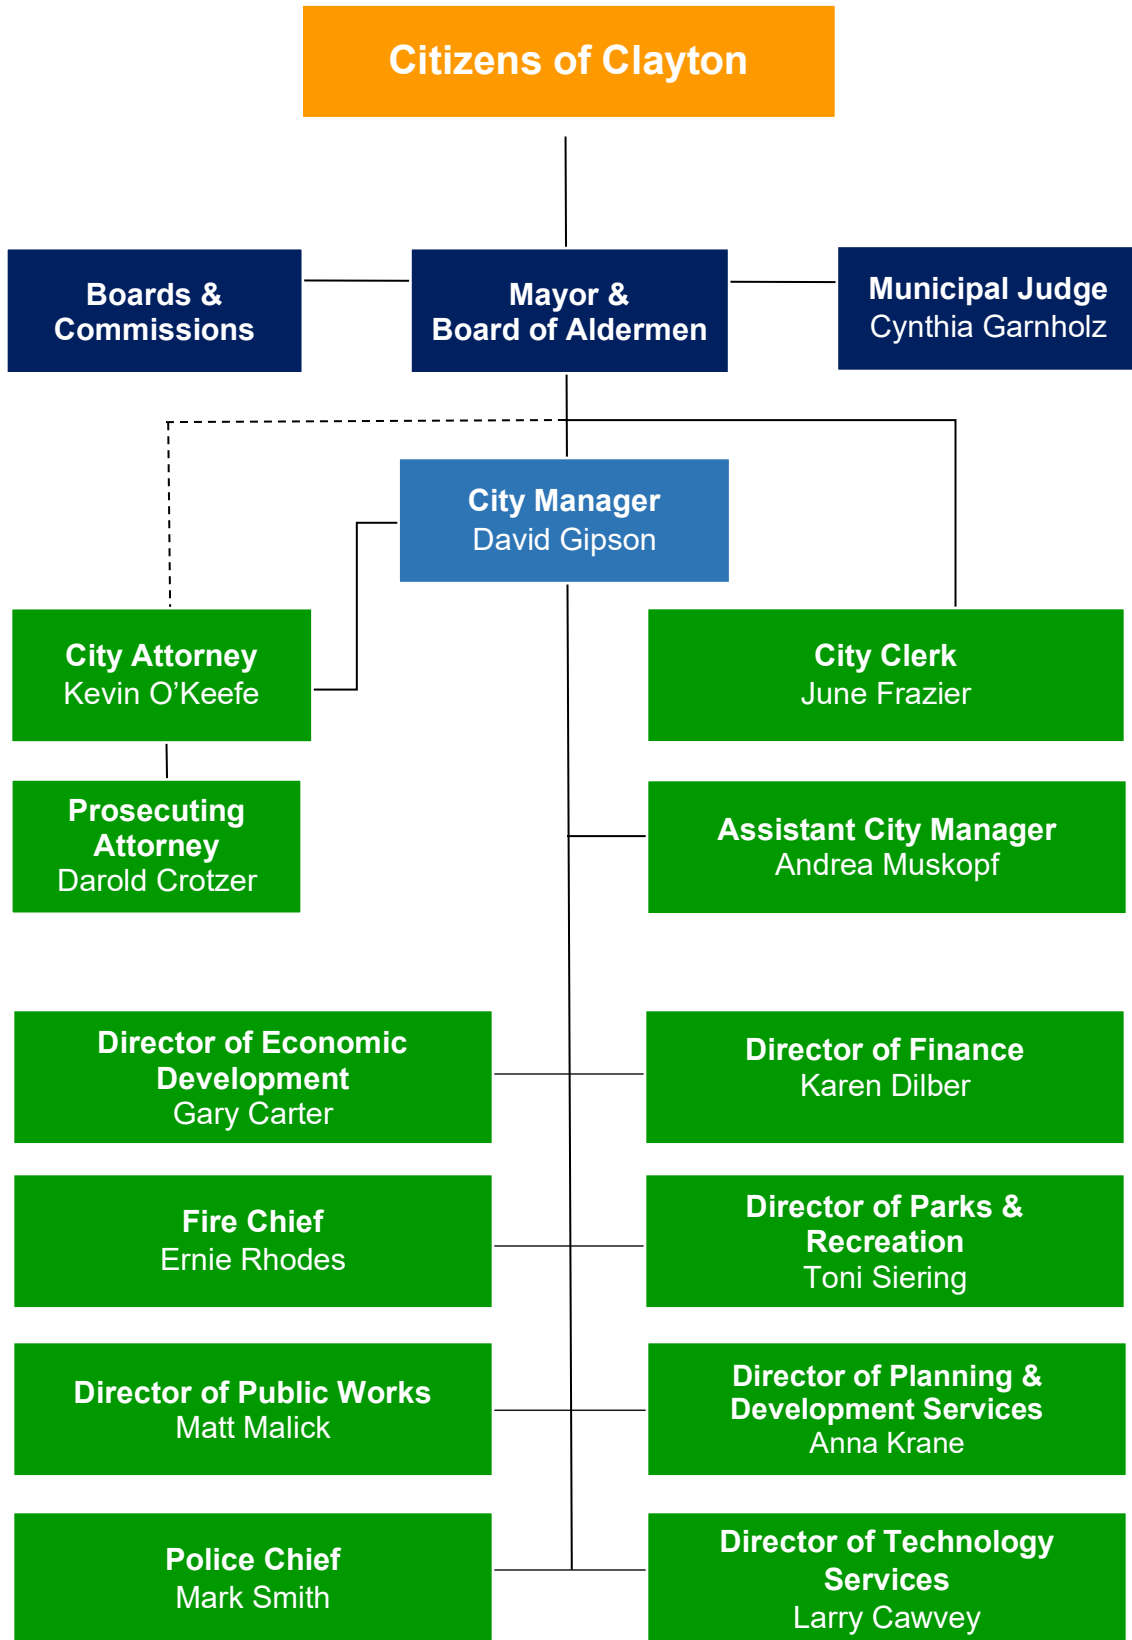 Citizens of Clayton
Boards &
Commissions
Mayor &
Board of Aldermen
Municipal Judge
Cynthia Garnholz
City Manager
David Gipson
City Attorney
Kevin O’Keefe
City Clerk
June Frazier
Prosecuting
Attorney
Darold Crotzer
Assistant City Manager
Andrea Muskopf
Director of Economic
Development
Gary Carter
Director of Finance
Karen Dilber
Fire Chief
Ernie Rhodes
Director of Parks &
Recreation
Toni Siering
Director of Public Works
Matt Malick
Director of Planning &
Development Services
Anna Krane
Police Chief
Mark Smith
Director of Technology
Services
Larry Cawvey